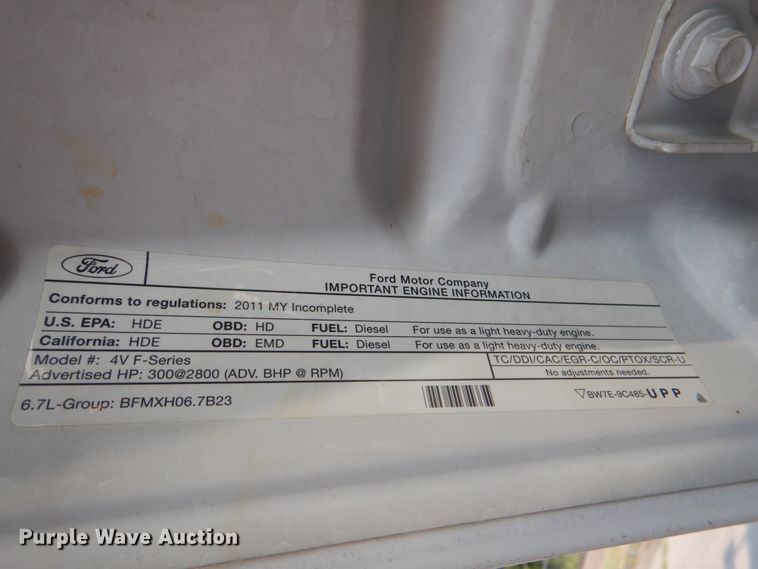 Ford
Ford Motor Company
IMPORTANT ENGINE INFORMATION
Conforms to regulations: 2011 MY Incomplete
U.S. EPA: HDE OBD: HD FUEL: Diesel For use as a light heavy-duty engine.
California: HDE OBD: EMD FUEL: Diesel For use as a light heavy-duty engine.
Model #: 4V F-Series TC/DDI/CAC/EGR-C/OC/PTOX/SCR-U
Advertised HP: 300@2800 (ADV. BHP @ RPM) No adjustments needed.
6.7L-Group: BFMXH06.7B23 BW7E-9C485-UPP
Purple Wave Auction